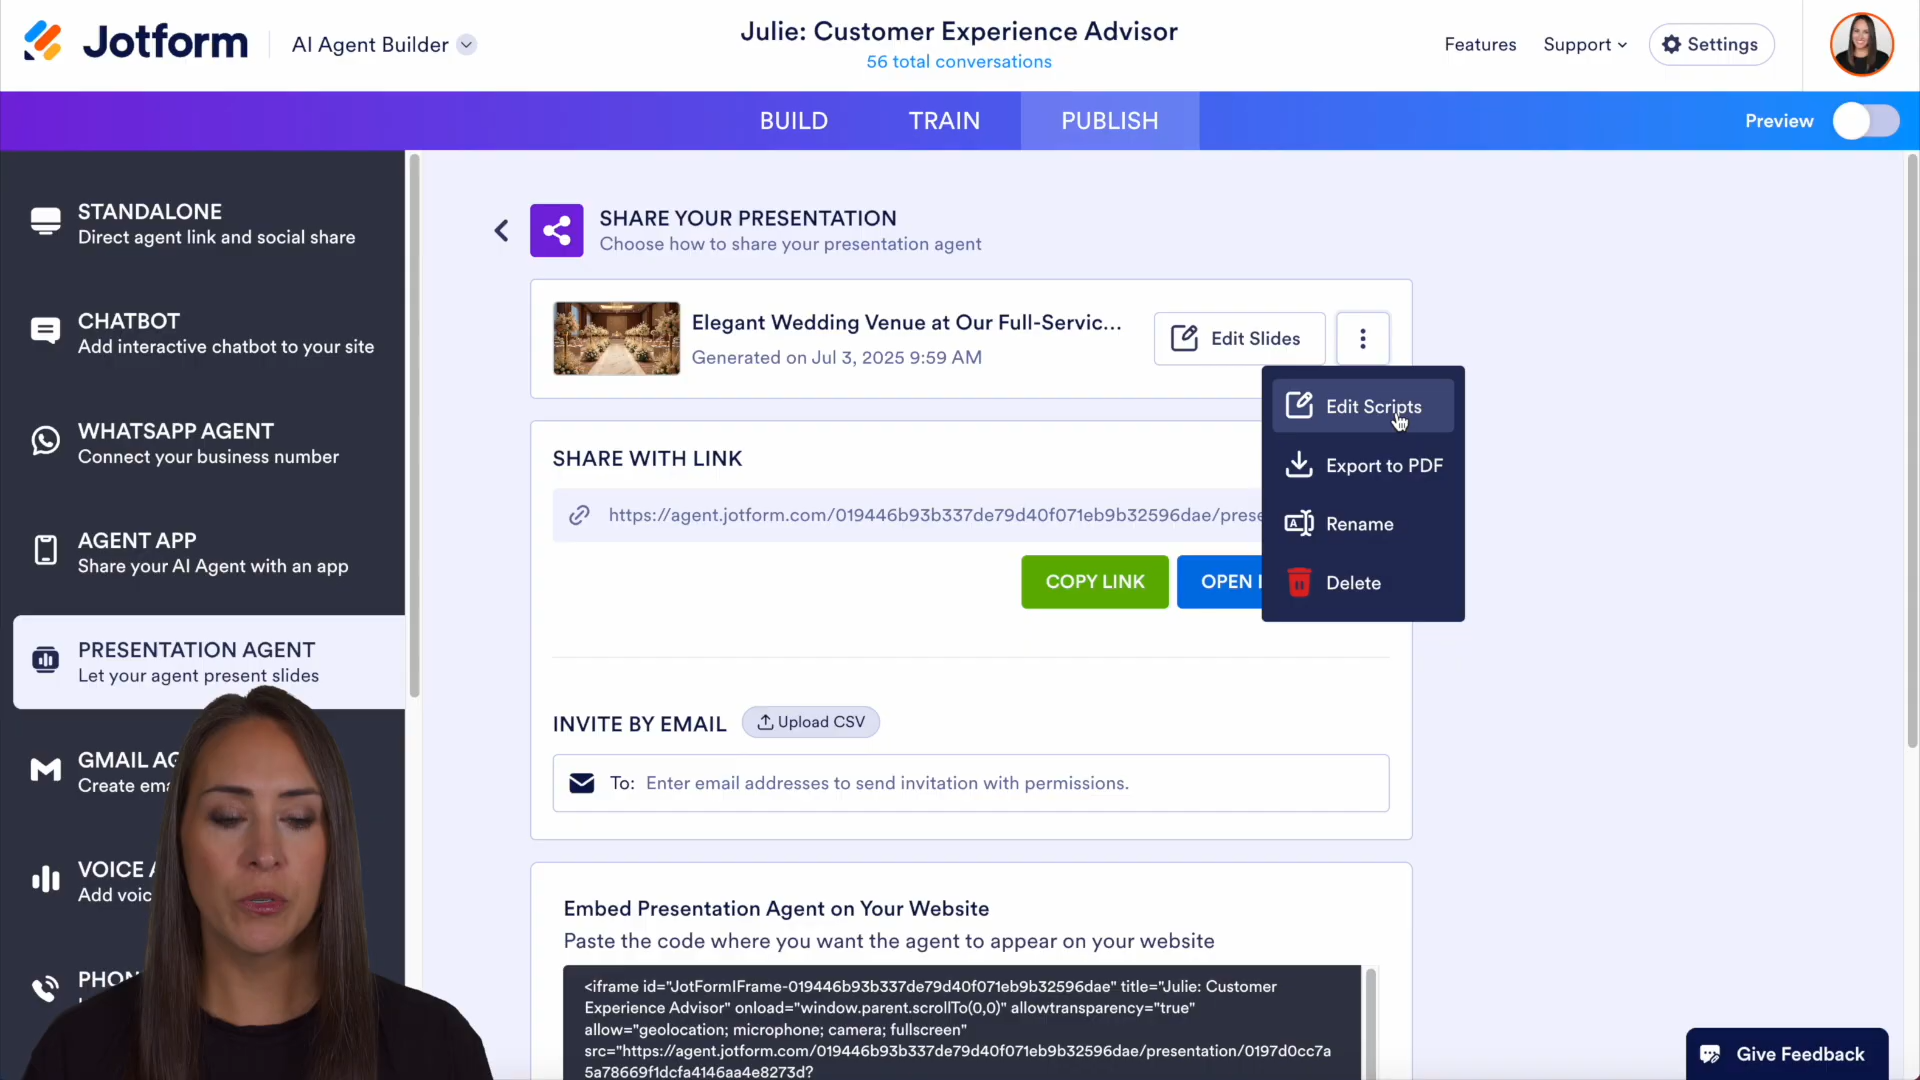 Jotform
AI Agent Builder
Julie: Customer Experience Advisor
56 total conversations
Features
Support
Settings
BUILD
TRAIN
PUBLISH
Preview
STANDALONE
Direct agent link and social share
CHATBOT
Add interactive chatbot to your site
WHATSAPP AGENT
Connect your business number
AGENT APP
Share your AI Agent with an app
PRESENTATION AGENT
Let your agent present slides
GMAIL
Create
VOICE
Add
SHARE YOUR PRESENTATION
Choose how to share your presentation agent
Elegant Wedding Venue at Our Full-Servic...
Generated on Jul 3, 2025 9:59 AM
Edit Slides
Edit Scripts
Export to PDF
Rename
Delete
SHARE WITH LINK
https://agent.jotform.com/019446b93b337de79d40f071eb9b32596dae/prese
COPY LINK
OPEN
INVITE BY EMAIL
Upload CSV
To: Enter email addresses to send invitation with permissions.
Embed Presentation Agent on Your Website
Paste the code where you want the agent to appear on your website
<iframe id="JotFormIFrame-019446b93b337de79d40f071eb9b32596dae" title="Julie: Customer
Experience Advisor" onload="window.parent.scrollTo(0,0)" allowtransparency="true"
allow="geolocation; microphone; camera; fullscreen"
src="https://agent.jotform.com/019446b93b337de79d40f071eb9b32596dae/presentation/0197d0cc7a
5a78669f1dcfa4146aa4e8273d?
Give Feedback